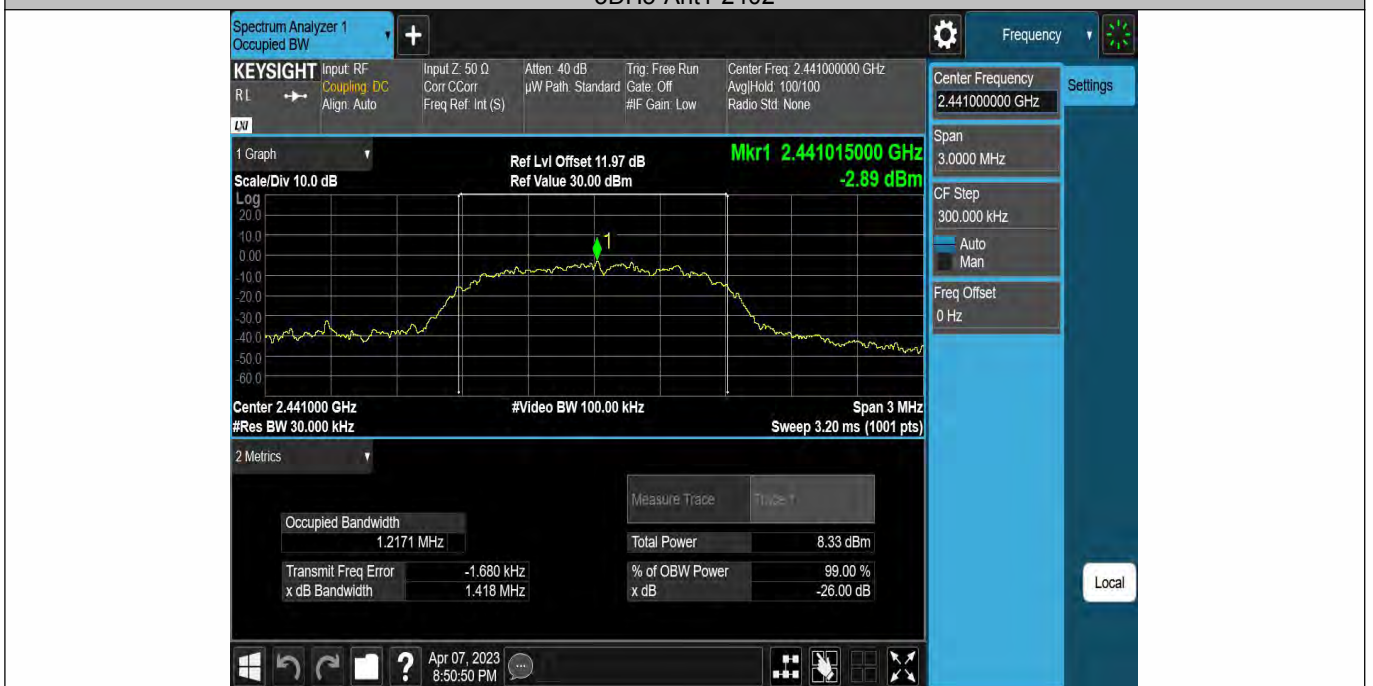 Spectrum Analyzer 1
Occupied BW
Frequency
KEYSIGHT
RL
LXI
Input: RF
Coupling: DC
Align: Auto
Input Z: 50 Ω
Corr CCorr
Freq Ref: Int (S)
Atten: 40 dB
µW Path: Standard
Trig: Free Run
Gate: Off
#IF Gain: Low
Center Freq: 2.441000000 GHz
Avg|Hold: 100/100
Radio Std: None
Center Frequency
2.441000000 GHz
Settings
Span
3.0000 MHz
CF Step
300.000 kHz
Auto
Man
Freq Offset
0 Hz
1 Graph
Scale/Div 10.0 dB
Ref Lvl Offset 11.97 dB
Ref Value 30.00 dBm
Mkr1 2.441015000 GHz
-2.89 dBm
Log
20.0
10.0
0.00
-10.0
-20.0
-30.0
-40.0
-50.0
-60.0
1
Center 2.441000 GHz
#Res BW 30.000 kHz
#Video BW 100.00 kHz
Span 3 MHz
Sweep 3.20 ms (1001 pts)
2 Metrics
Measure Trace
Trace 1
Occupied Bandwidth
1.2171 MHz
Total Power 8.33 dBm
Transmit Freq Error -1.680 kHz
% of OBW Power 99.00 %
x dB Bandwidth 1.418 MHz
x dB -26.00 dB
Local
Apr 07, 2023
8:50:50 PM